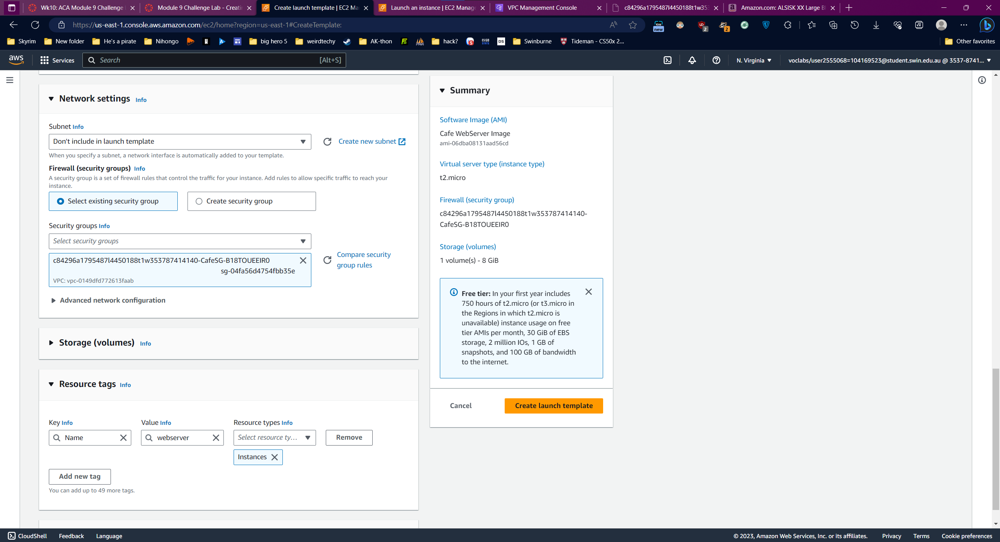 Wk10: ACA Module 9 Challenge
Module 9 Challenge Lab - Creati
Create launch template | EC2 Ma
Launch an instance | EC2 Manage
VPC Management Console
c84296a1795487l4450188t1w353
Amazon.com: ALSISK XX Large B
https://us-east-1.console.aws.amazon.com/ec2/home?region=us-east-1#CreateTemplate:
new
2
2
Skyrim
New folder
He's a pirate
Nihongo
big hero 5
weirdtechy
AK-thon
hack?
DS
Swinburne
Tideman - CS50x 2...
Other favorites
aws
Services
Search
[Alt+S]
N. Virginia
voclabs/user2555068=104169523@student.swin.edu.au @ 3537-8741...
Network settings Info
Subnet Info
Don't include in launch template
Create new subnet
When you specify a subnet, a network interface is automatically added to your template.
Firewall (security groups) Info
A security group is a set of firewall rules that control the traffic for your instance. Add rules to allow specific traffic to reach your
instance.
Select existing security group
Create security group
Security groups Info
Select security groups
c84296a1795487l4450188t1w353787414140-CafeSG-B18TOUEEIR0
sg-04fa56d4754fbb35e
VPC: vpc-0149dfd772613faab
Compare security
group rules
Advanced network configuration
Storage (volumes) Info
Resource tags Info
Key Info
Value Info
Resource types Info
Name
webserver
Select resource ty...
Remove
Instances
Add new tag
You can add up to 49 more tags.
Summary
Software Image (AMI)
Cafe WebServer Image
ami-06dba08131aad56cd
Virtual server type (instance type)
t2.micro
Firewall (security group)
c84296a1795487l4450188t1w353787414140-
CafeSG-B18TOUEEIR0
Storage (volumes)
1 volume(s) - 8 GiB
Free tier: In your first year includes
750 hours of t2.micro (or t3.micro in
the Regions in which t2.micro is
unavailable) instance usage on free
tier AMIs per month, 30 GiB of EBS
storage, 2 million IOs, 1 GB of
snapshots, and 100 GB of bandwidth
to the internet.
Cancel
Create launch template
CloudShell
Feedback
Language
© 2023, Amazon Web Services, Inc. or its affiliates.
Privacy
Terms
Cookie preferences